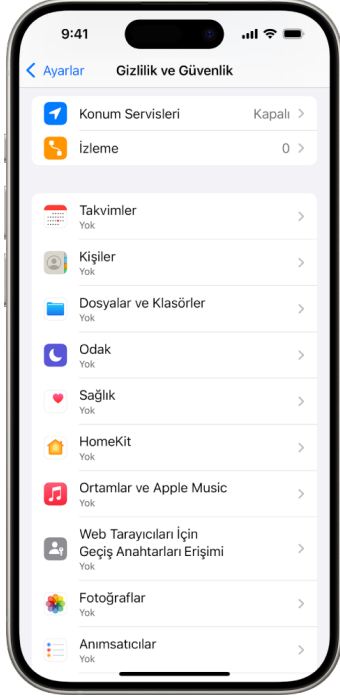 9:41
Ayarlar Gizlilik ve Güvenlik
Konum Servisleri Kapalı
İzleme 0
Takvimler
Yok
Kişiler
Yok
Dosyalar ve Klasörler
Yok
Odak
Yok
Sağlık
Yok
HomeKit
Yok
Ortamlar ve Apple Music
Yok
Web Tarayıcıları İçin
Geçiş Anahtarları Erişimi
Yok
Fotoğraflar
Yok
Anımsatıcılar
Yok